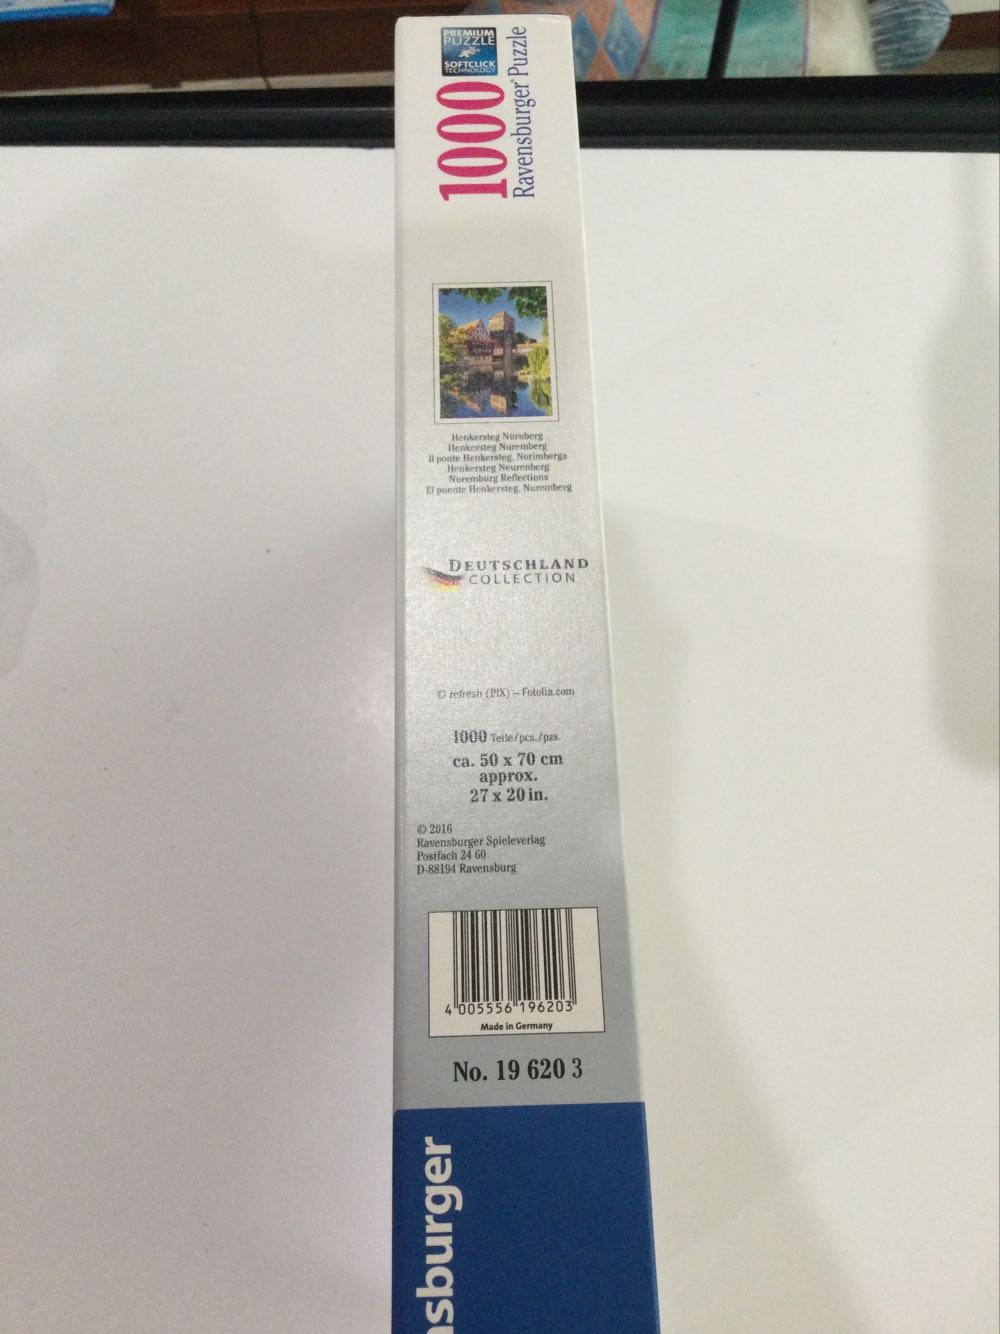 PREMIUM
PUZZLE
SOFTCLICK
TECHNOLOGY
1000
Ravensburger® Puzzle
Henkersteg Nürnberg
Henkersteg Nuremberg
Il ponte Henkersteg, Norimberga
Henkersteg Neurenberg
Nuremburg Reflections
El puente Henkersteg, Nuremberg
DEUTSCHLAND
COLLECTION
© refresh (PIX) – Fotolia.com
1000 Teile/pcs./pzs.
ca. 50 x 70 cm
approx.
27 x 20 in.
© 2016
Ravensburger Spieleverlag
Postfach 24 60
D-88194 Ravensburg
4 005556 196203
Made in Germany
No. 19 620 3
nsburger